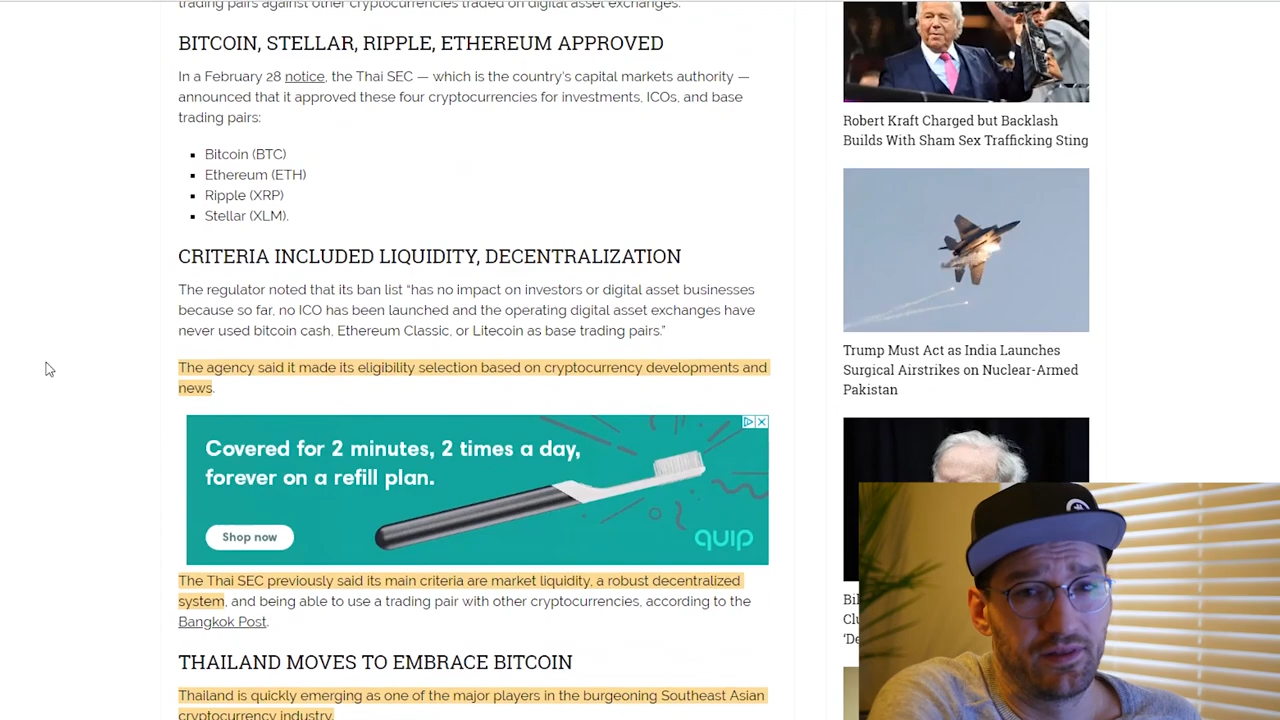 trading pairs against other cryptocurrencies traded on digital asset exchanges.
BITCOIN, STELLAR, RIPPLE, ETHEREUM APPROVED
In a February 28 notice, the Thai SEC — which is the country's capital markets authority —
announced that it approved these four cryptocurrencies for investments, ICOs, and base
trading pairs:
Bitcoin (BTC)
Ethereum (ETH)
Ripple (XRP)
Stellar (XLM).
CRITERIA INCLUDED LIQUIDITY, DECENTRALIZATION
The regulator noted that its ban list “has no impact on investors or digital asset businesses
because so far, no ICO has been launched and the operating digital asset exchanges have
never used bitcoin cash, Ethereum Classic, or Litecoin as base trading pairs.”
The agency said it made its eligibility selection based on cryptocurrency developments and
news.
Covered for 2 minutes, 2 times a day,
forever on a refill plan.
Shop now
quip
The Thai SEC previously said its main criteria are market liquidity, a robust decentralized
system, and being able to use a trading pair with other cryptocurrencies, according to the
Bangkok Post.
THAILAND MOVES TO EMBRACE BITCOIN
Thailand is quickly emerging as one of the major players in the burgeoning Southeast Asian
cryptocurrency industry.
Robert Kraft Charged but Backlash
Builds With Sham Sex Trafficking Sting
Trump Must Act as India Launches
Surgical Airstrikes on Nuclear-Armed
Pakistan